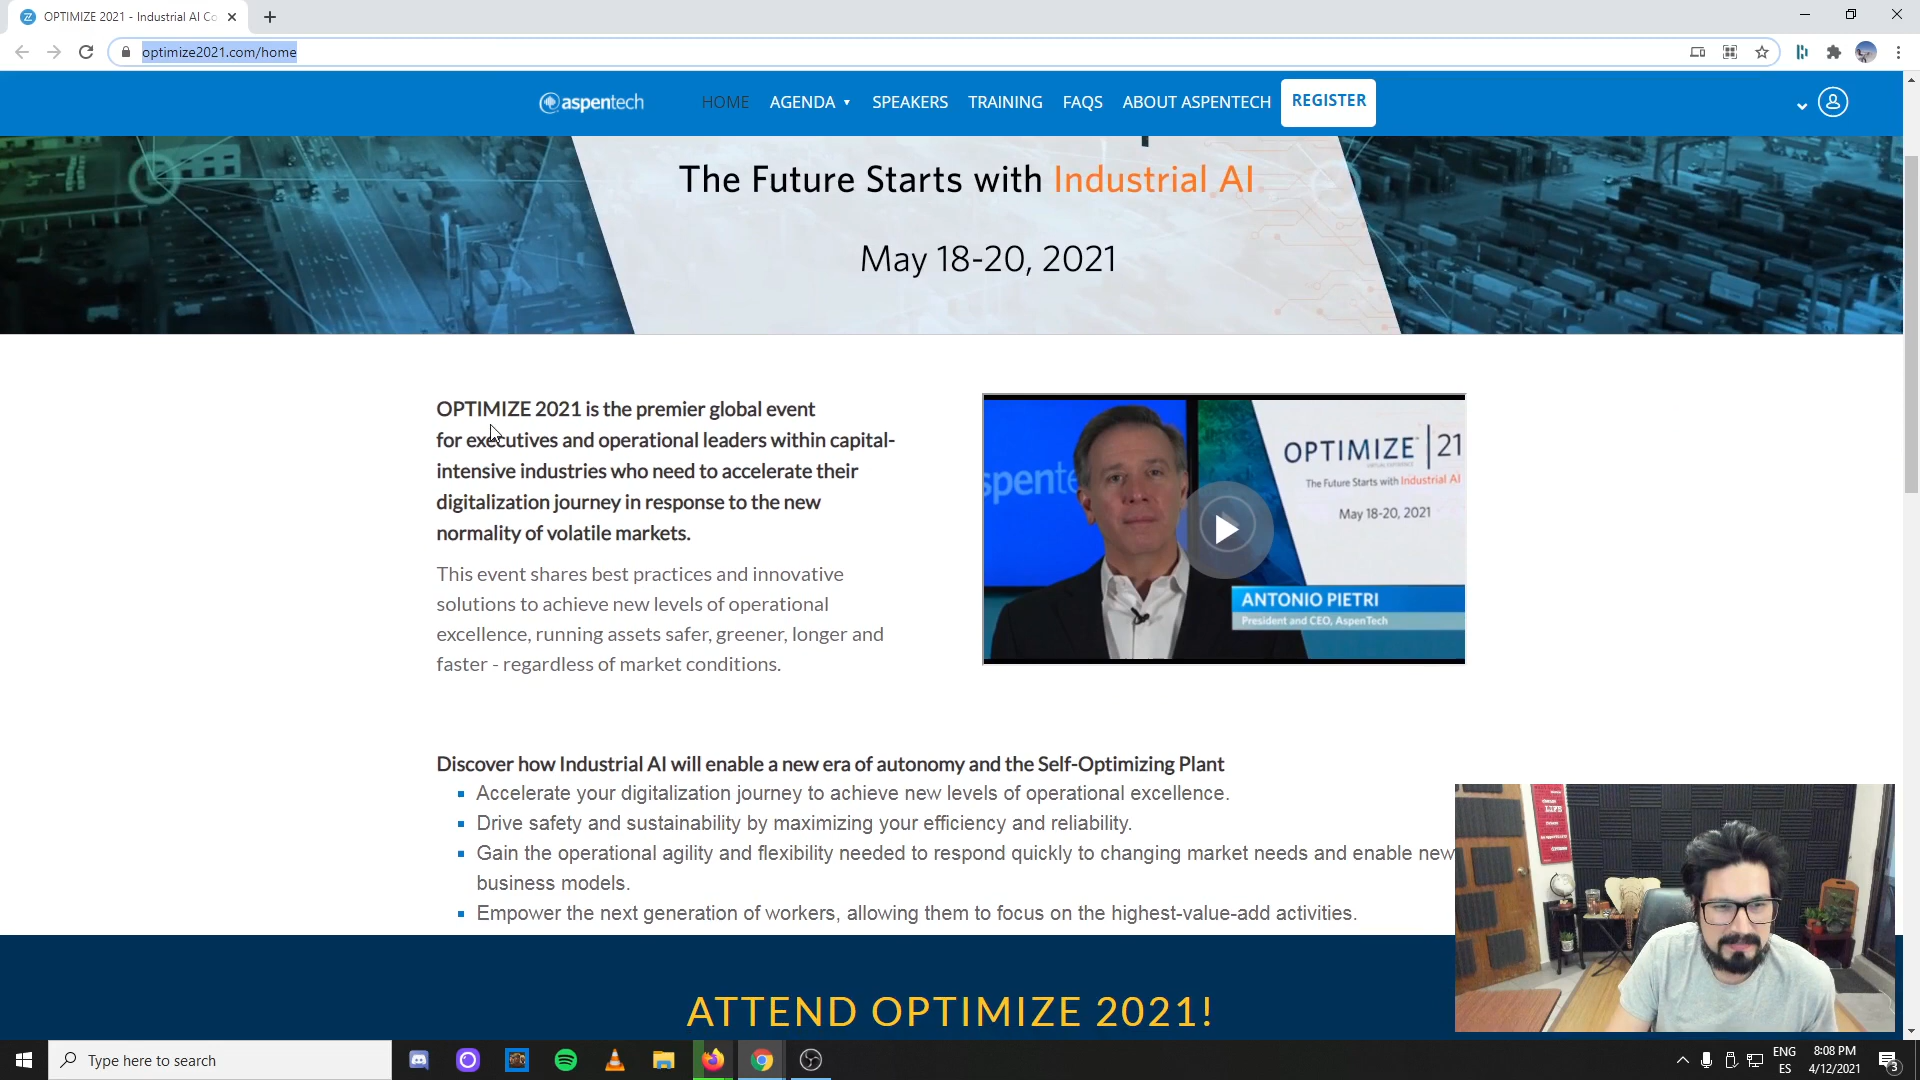 OPTIMIZE 2021 - Industrial AI Co
optimize2021.com/home
aspentech
HOME
AGENDA
SPEAKERS
TRAINING
FAQS
ABOUT ASPENTECH
REGISTER
The Future Starts with Industrial AI
May 18-20, 2021
OPTIMIZE 2021 is the premier global event
for executives and operational leaders within capital-
intensive industries who need to accelerate their
digitalization journey in response to the new
normality of volatile markets.
This event shares best practices and innovative
solutions to achieve new levels of operational
excellence, running assets safer, greener, longer and
faster - regardless of market conditions.
spente
OPTIMIZE 21
The Future Starts with Industrial AI
May 18-20, 2021
ANTONIO PIETRI
President and CEO, AspenTech
Discover how Industrial AI will enable a new era of autonomy and the Self-Optimizing Plant
Accelerate your digitalization journey to achieve new levels of operational excellence.
Drive safety and sustainability by maximizing your efficiency and reliability.
Gain the operational agility and flexibility needed to respond quickly to changing market needs and enable new
business models.
Empower the next generation of workers, allowing them to focus on the highest-value-add activities.
ATTEND OPTIMIZE 2021!
Type here to search
ENG
ES
8:08 PM
4/12/2021
3